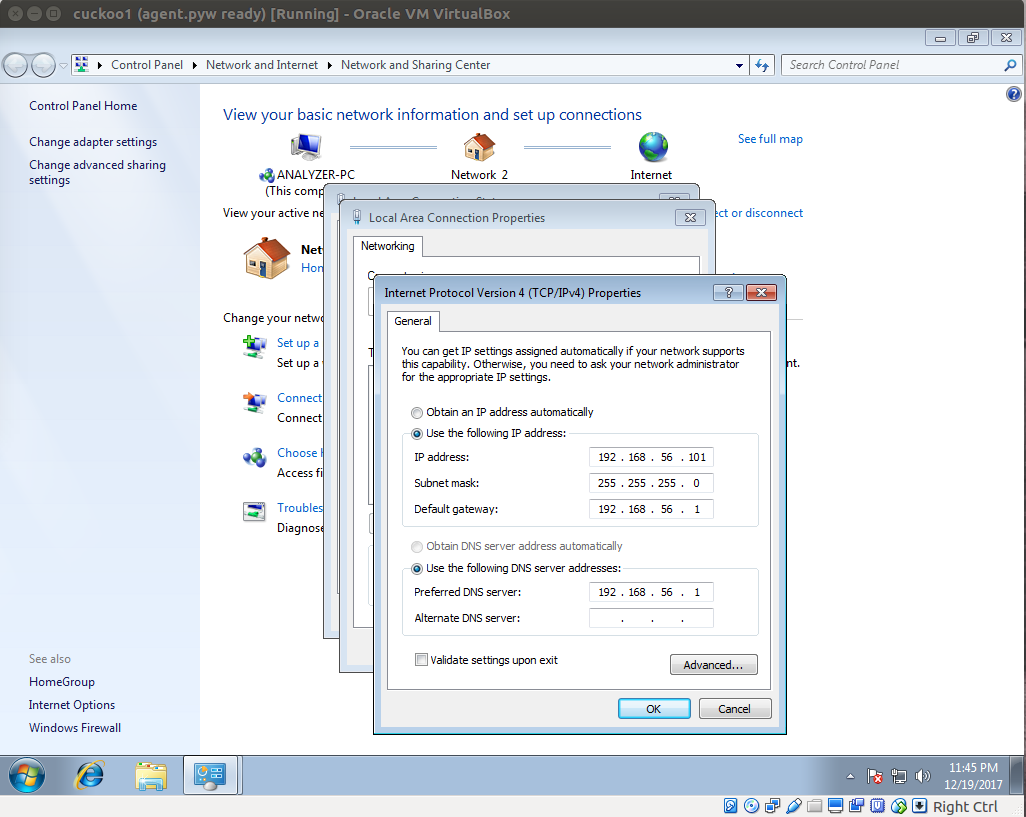 cuckoo1 (agent.pyw ready) [Running] - Oracle VM VirtualBox
Control Panel Network and Internet Network and Sharing Center
Search Control Panel
Control Panel Home
Change adapter settings
Change advanced sharing
settings
See also
HomeGroup
Internet Options
Windows Firewall
View your basic network information and set up connections
See full map
ANALYZER-PC
(This comp
Network 2
Internet
View your active ne
ct or disconnect
Net
Hom
Change your netwo
Set up a
Set up a
nt.
Connect
Connect
Choose
Access fi
Troubles
Diagnose
Local Area Connection Properties
Networking
Internet Protocol Version 4 (TCP/IPv4) Properties
General
You can get IP settings assigned automatically if your network supports
this capability. Otherwise, you need to ask your network administrator
for the appropriate IP settings.
Obtain an IP address automatically
Use the following IP address:
IP address: 192 . 168 . 56 . 101
Subnet mask: 255 . 255 . 255 . 0
Default gateway: 192 . 168 . 56 . 1
Obtain DNS server address automatically
Use the following DNS server addresses:
Preferred DNS server: 192 . 168 . 56 . 1
Alternate DNS server: . . .
Validate settings upon exit
Advanced...
OK
Cancel
11:45 PM
12/19/2017
Right Ctrl